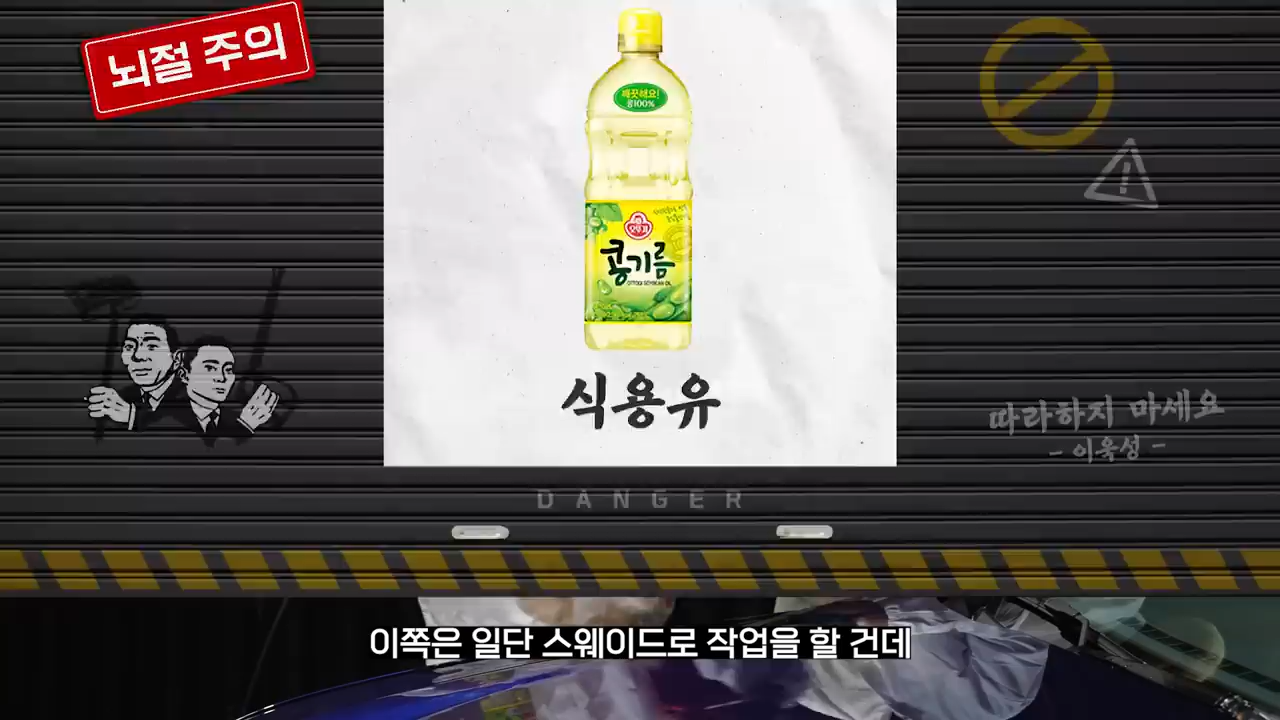 뇌절 주의
깨끗해요!
콩100%
오뚜기
콩기름
OTTOGI SOYBEAN OIL
식용유
따라하지 마세요
- 이욱성 -
DANGER
이쪽은 일단 스웨이드로 작업을 할 건데